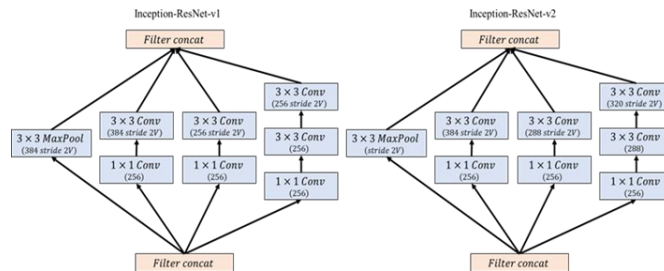 Inception-ResNet-v1
Filter concat
3 × 3 Conv
(256 stride 2V)
3 × 3 Conv
(384 stride 2V)
3 × 3 Conv
(256 stride 2V)
3 × 3 MaxPool
(384 stride 2V)
3 × 3 Conv
(256)
1 × 1 Conv
(256)
1 × 1 Conv
(256)
1 × 1 Conv
(256)
Filter concat
Inception-ResNet-v2
Filter concat
3 × 3 Conv
(320 stride 2V)
3 × 3 Conv
(384 stride 2V)
3 × 3 Conv
(288 stride 2V)
3 × 3 MaxPool
(stride 2V)
3 × 3 Conv
(288)
1 × 1 Conv
(256)
1 × 1 Conv
(256)
1 × 1 Conv
(256)
Filter concat